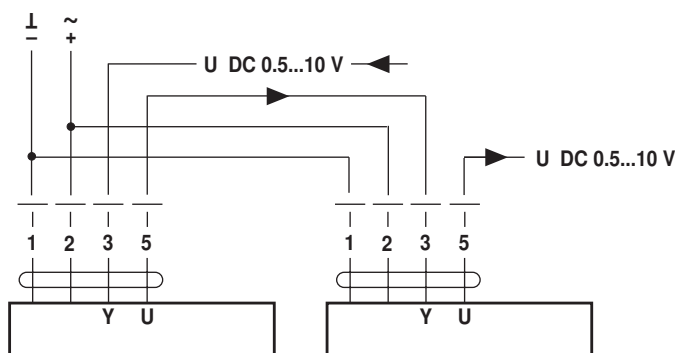 ⊥ ~
– +
U DC 0.5...10 V
U DC 0.5...10 V
1 2 3 5 1 2 3 5
Y U Y U